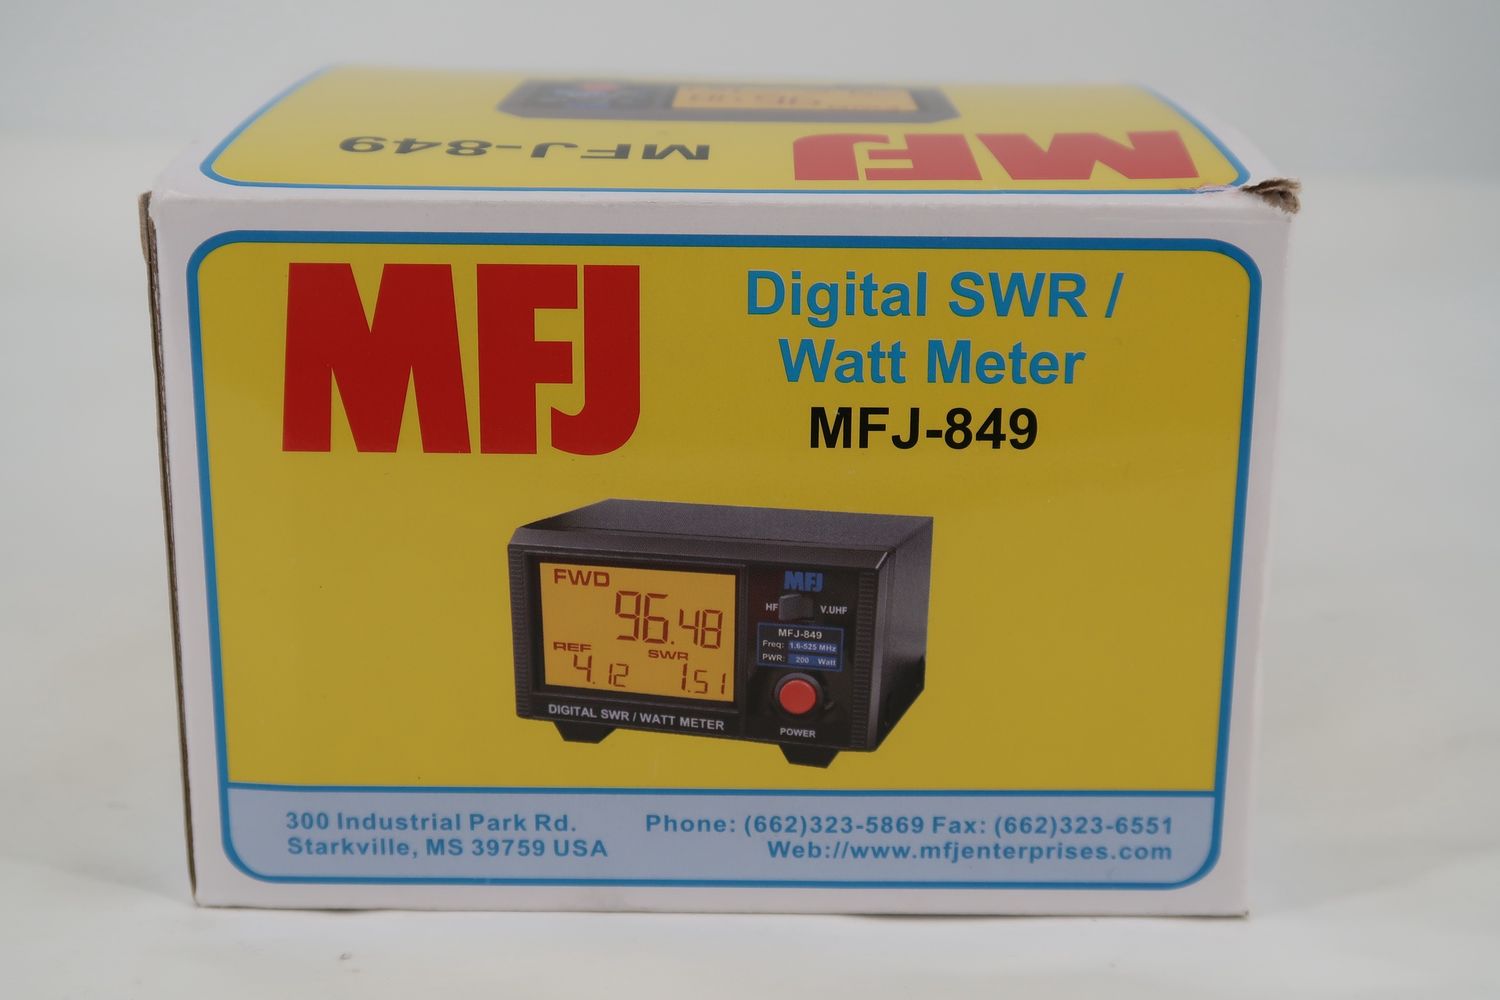 MFJ-849
MFJ
MFJ
Digital SWR /
Watt Meter
MFJ-849
FWD
96.48
REF
4.12
SWR
1.51
DIGITAL SWR / WATT METER
MFJ
HF
V.UHF
MFJ-849
Freq: 1.6-525 MHz
PWR: 200 Watt
POWER
300 Industrial Park Rd.
Starkville, MS 39759 USA
Phone: (662)323-5869 Fax: (662)323-6551
Web://www.mfjenterprises.com